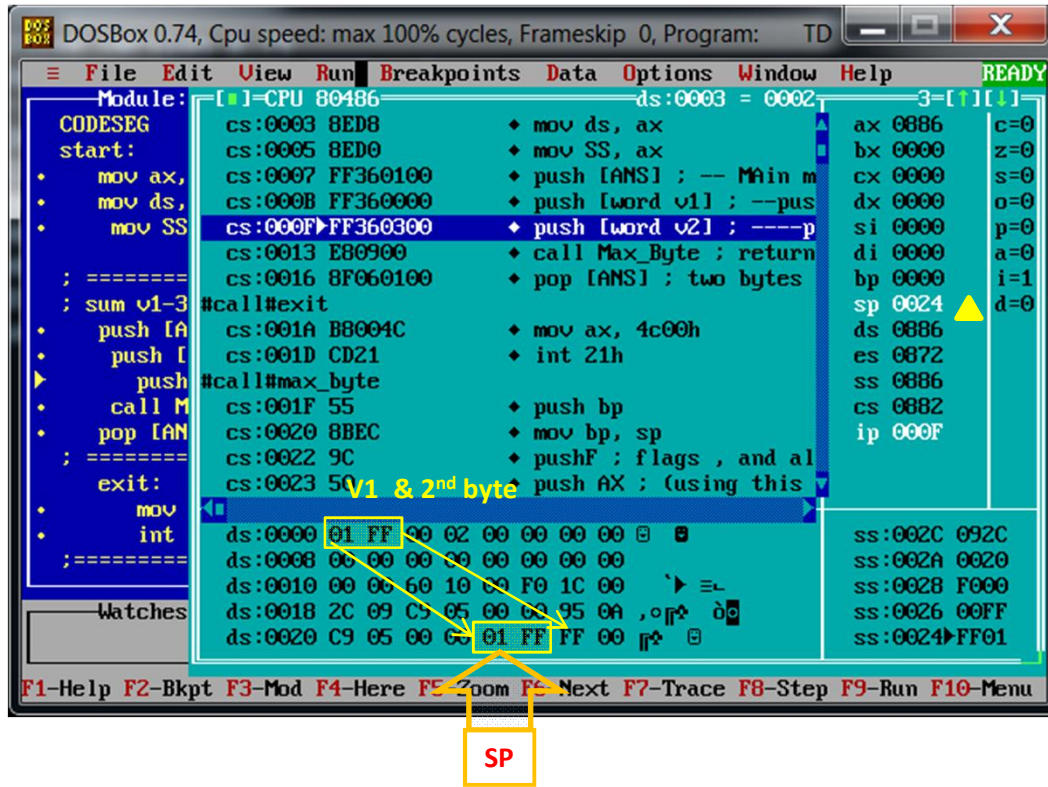 DOSBox 0.74, Cpu speed: max 100% cycles, Frameskip 0, Program: TD
≡ File Edit View Run Breakpoints Data Options Window Help READY
Module:
CODESEG
start:
mov ax,
mov ds,
mov SS
; ========
; sum v1-3
push [A
push [
push
call M
pop [AN
; ========
exit:
mov
int
;=========
Watches
[■]=CPU 80486 ds:0003 = 0002 3=[↑][↓]
cs:0003 8ED8 ♦ mov ds, ax
cs:0005 8ED0 ♦ mov SS, ax
cs:0007 FF360100 ♦ push [ANS] ; -- MAin m
cs:000B FF360000 ♦ push [word v1] ; --pus
cs:000F►FF360300 ♦ push [word v2] ; ----p
cs:0013 E80900 ♦ call Max_Byte ; return
cs:0016 8F060100 ♦ pop [ANS] ; two bytes
#call#exit
cs:001A B8004C ♦ mov ax, 4c00h
cs:001D CD21 ♦ int 21h
#call#max_byte
cs:001F 55 ♦ push bp
cs:0020 8BEC ♦ mov bp, sp
cs:0022 9C ♦ pushF ; flags , and al
cs:0023 50 ♦ push AX ; (using this
ax 0886 c=0
bx 0000 z=0
cx 0000 s=0
dx 0000 o=0
si 0000 p=0
di 0000 a=0
bp 0000 i=1
sp 0024 d=0
ds 0886
es 0872
ss 0886
cs 0882
ip 000F
V1 & 2nd byte
ds:0000 01 FF 00 02 00 00 00 00
ds:0008 00 00 00 00 00 00 00 00
ds:0010 00 00 60 10 00 F0 1C 00 `► ≡∟
ds:0018 2C 09 C9 05 00 00 95 0A
ds:0020 C9 05 00 00 01 FF FF 00
ss:002C 092C
ss:002A 0020
ss:0028 F000
ss:0026 00FF
ss:0024►FF01
F1-Help F2-Bkpt F3-Mod F4-Here F5-Zoom F6-Next F7-Trace F8-Step F9-Run F10-Menu
SP